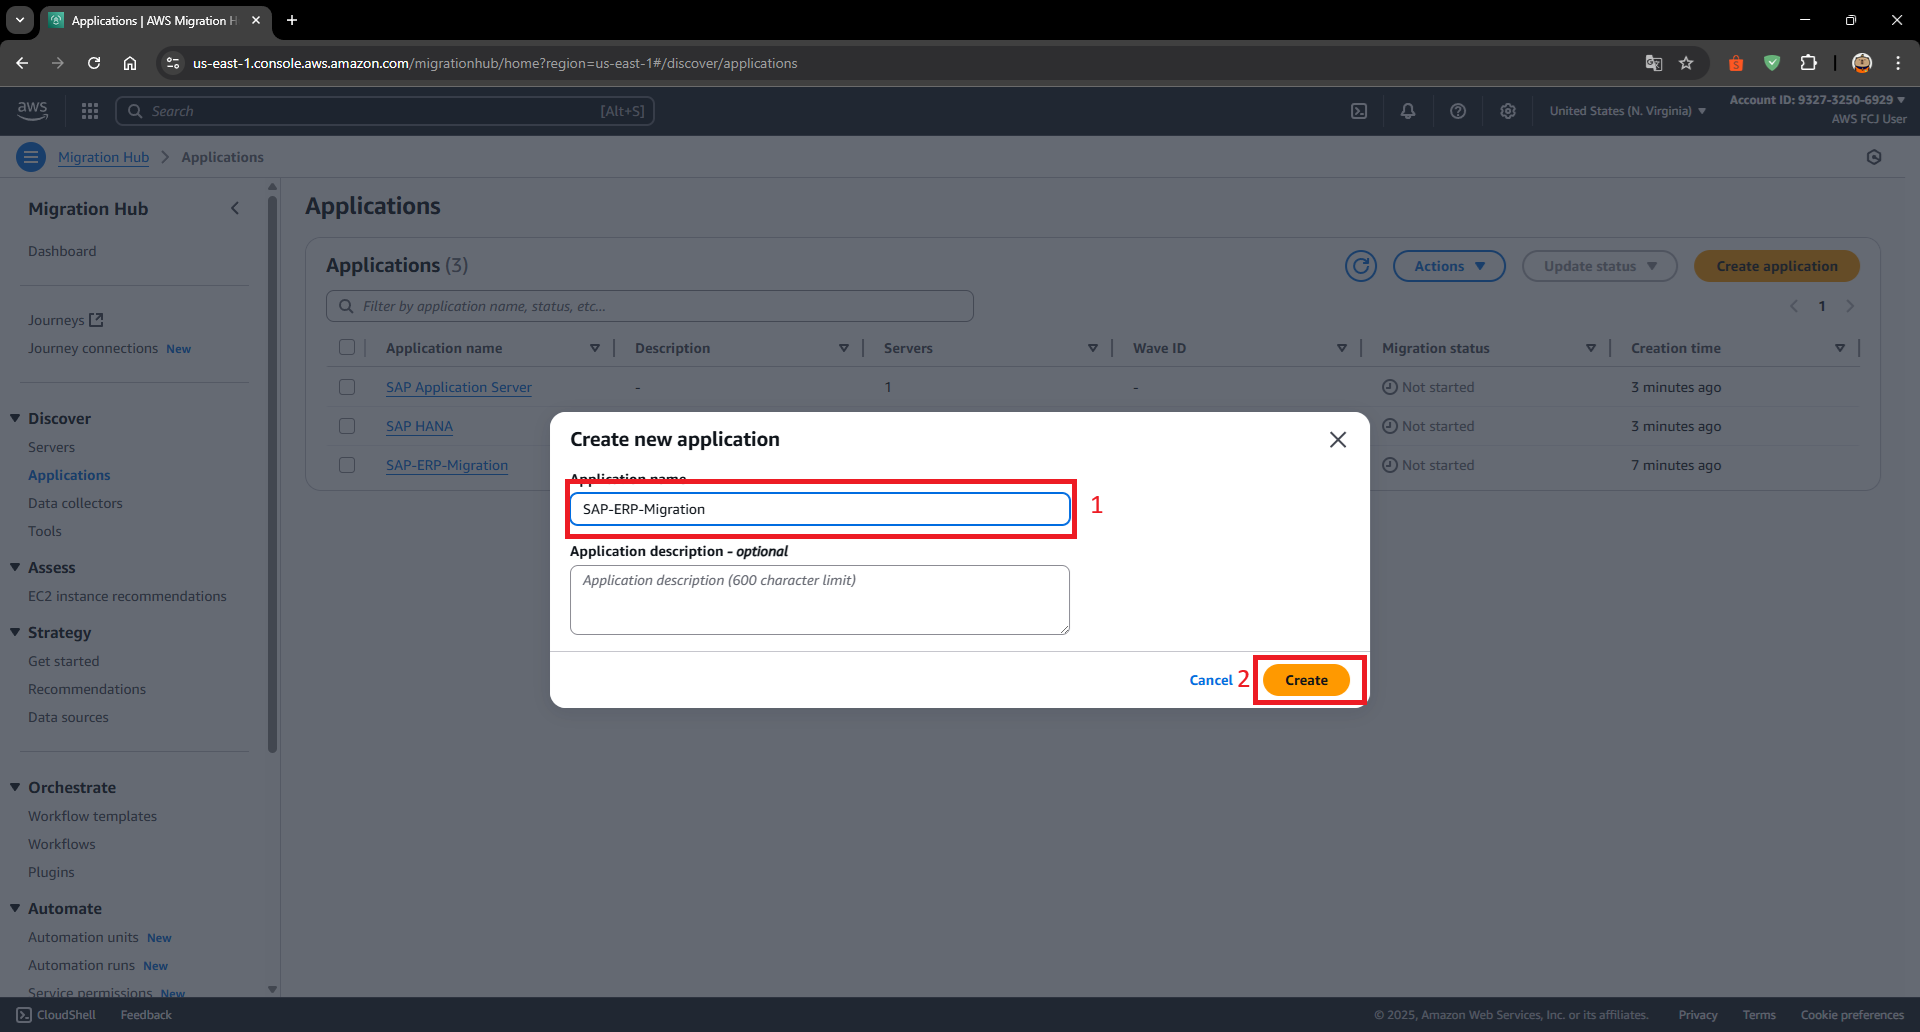 Applications | AWS Migration H
us-east-1.console.aws.amazon.com/migrationhub/home?region=us-east-1#/discover/applications
aws
Search
[Alt+S]
United States (N. Virginia)
Account ID: 9327-3250-6929
AWS FCJ User
Migration Hub
Applications
Migration Hub
Dashboard
Journeys
Journey connections New
Discover
Servers
Applications
Data collectors
Tools
Assess
EC2 instance recommendations
Strategy
Get started
Recommendations
Data sources
Orchestrate
Workflow templates
Workflows
Plugins
Automate
Automation units New
Automation runs New
Service permissions New
Applications
Applications (3)
Actions
Update status
Create application
Filter by application name, status, etc...
1
Application name Description Servers Wave ID Migration status Creation time
SAP Application Server - 1 - Not started 3 minutes ago
SAP HANA Not started 3 minutes ago
SAP-ERP-Migration Not started 7 minutes ago
Create new application
Application name
SAP-ERP-Migration
1
Application description - optional
Application description (600 character limit)
Cancel
2
Create
CloudShell
Feedback
© 2025, Amazon Web Services, Inc. or its affiliates.
Privacy
Terms
Cookie preferences